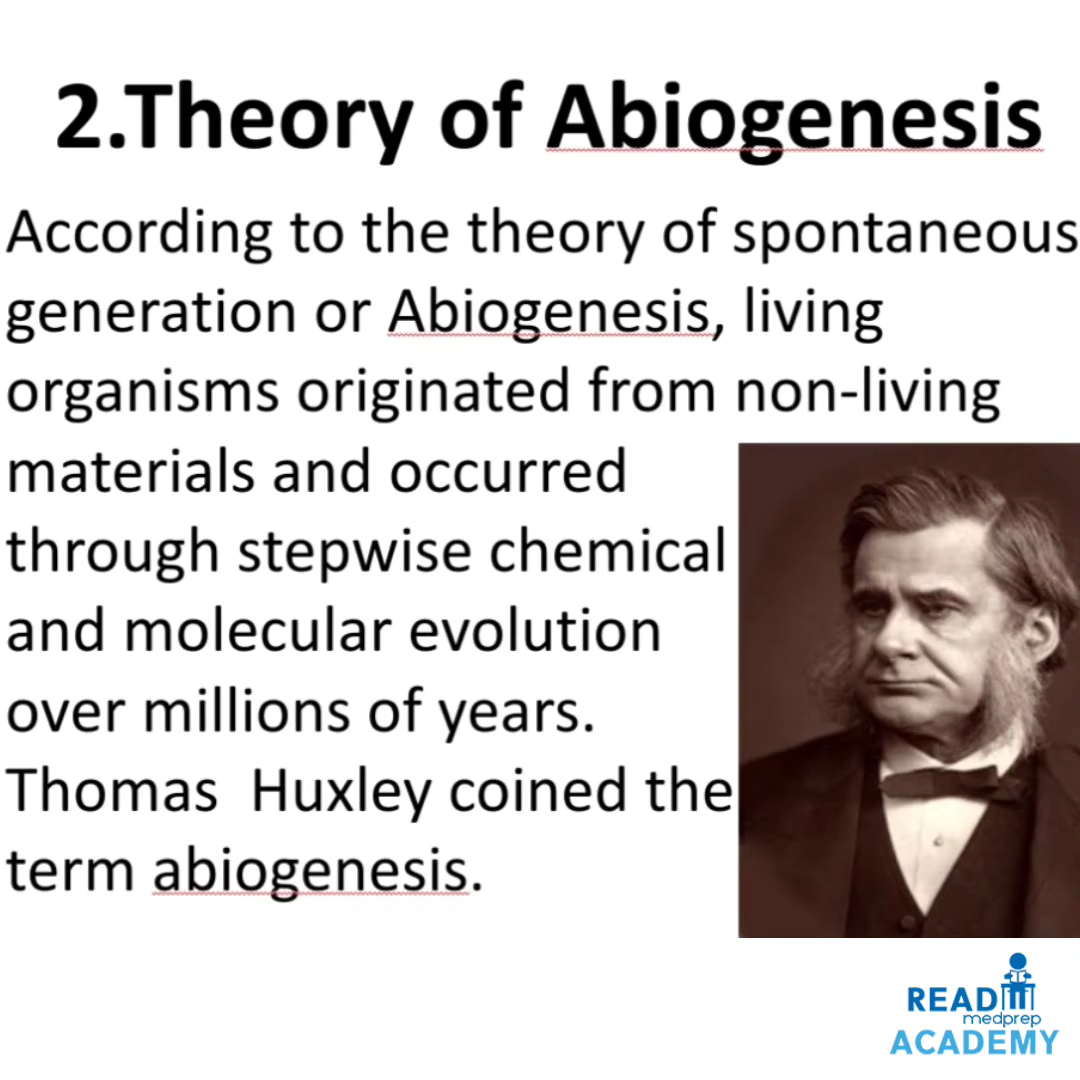 2.Theory of Abiogenesis
According to the theory of spontaneous
generation or Abiogenesis, living
organisms originated from non-living
materials and occurred
through stepwise chemical
and molecular evolution
over millions of years.
Thomas  Huxley coined the
term abiogenesis.
READ
medprep
ACADEMY